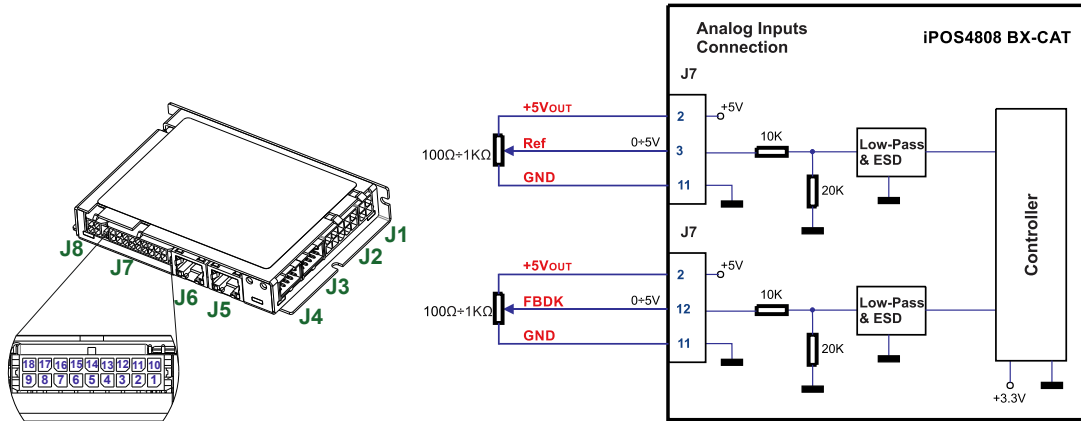 Analog Inputs
Connection
iPOS4808 BX-CAT
J7
+5VOUT
2
+5V
Ref
0÷5V
3
10K
Low-Pass
& ESD
100Ω÷1KΩ
GND
11
20K
J7
+5VOUT
2
+5V
FBDK
0÷5V
12
10K
Low-Pass
& ESD
100Ω÷1KΩ
GND
11
20K
Controller
+3.3V
J1
J2
J3
J4
J5
J6
J7
J8
18 17 16 15 14 13 12 11 10
9 8 7 6 5 4 3 2 1